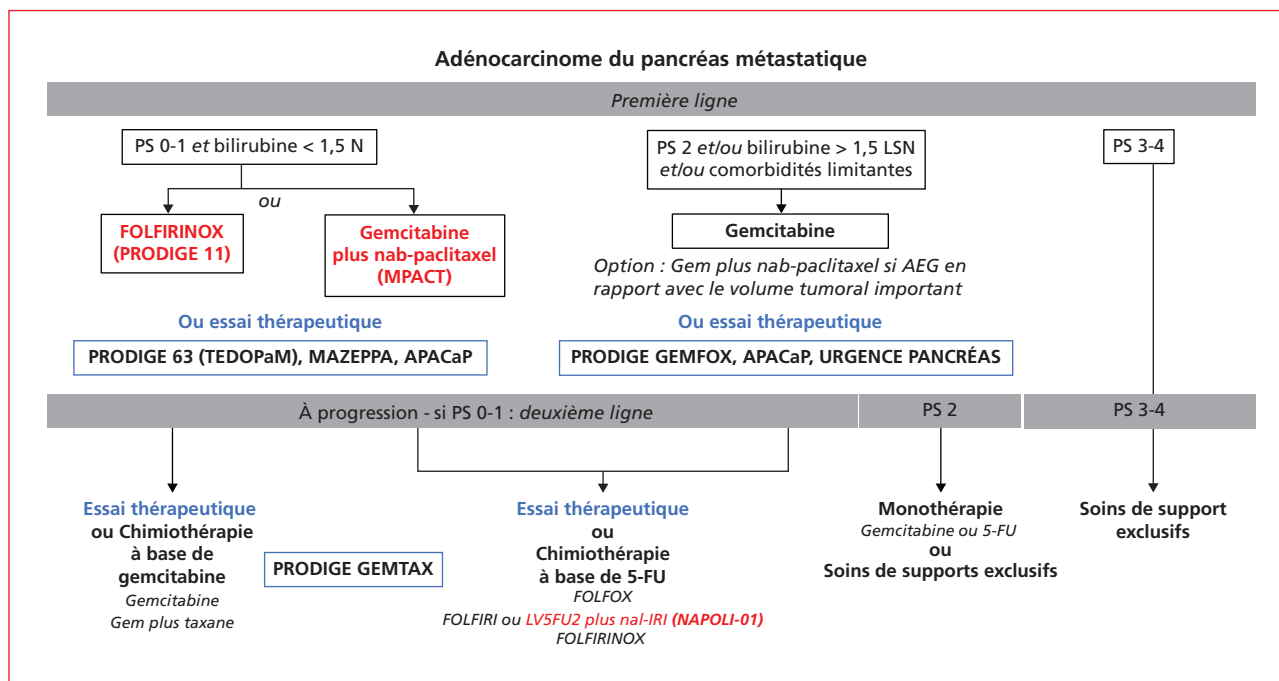 Adénocarcinome du pancréas métastatique
Première ligne
PS 0-1 et bilirubine < 1,5 N
PS 2 et/ou bilirubine > 1,5 LSN
et/ou comorbidités limitantes
PS 3-4
ou
FOLFIRINOX
(PRODIGE 11)
Gemcitabine
plus nab-paclitaxel
(MPACT)
Gemcitabine
Option : Gem plus nab-paclitaxel si AEG en
rapport avec le volume tumoral important
Ou essai thérapeutique
PRODIGE 63 (TEDOPaM), MAZEPPA, APACaP
Ou essai thérapeutique
PRODIGE GEMFOX, APACaP, URGENCE PANCRÉAS
À progression - si PS 0-1 : deuxième ligne
PS 2
PS 3-4
Essai thérapeutique
ou Chimiothérapie
à base de
gemcitabine
Gemcitabine
Gem plus taxane
PRODIGE GEMTAX
Essai thérapeutique
ou
Chimiothérapie
à base de 5-FU
FOLFOX
FOLFIRI ou LV5FU2 plus nal-IRI (NAPOLI-01)
FOLFIRINOX
Monothérapie
Gemcitabine ou 5-FU
ou
Soins de supports exclusifs
Soins de support
exclusifs